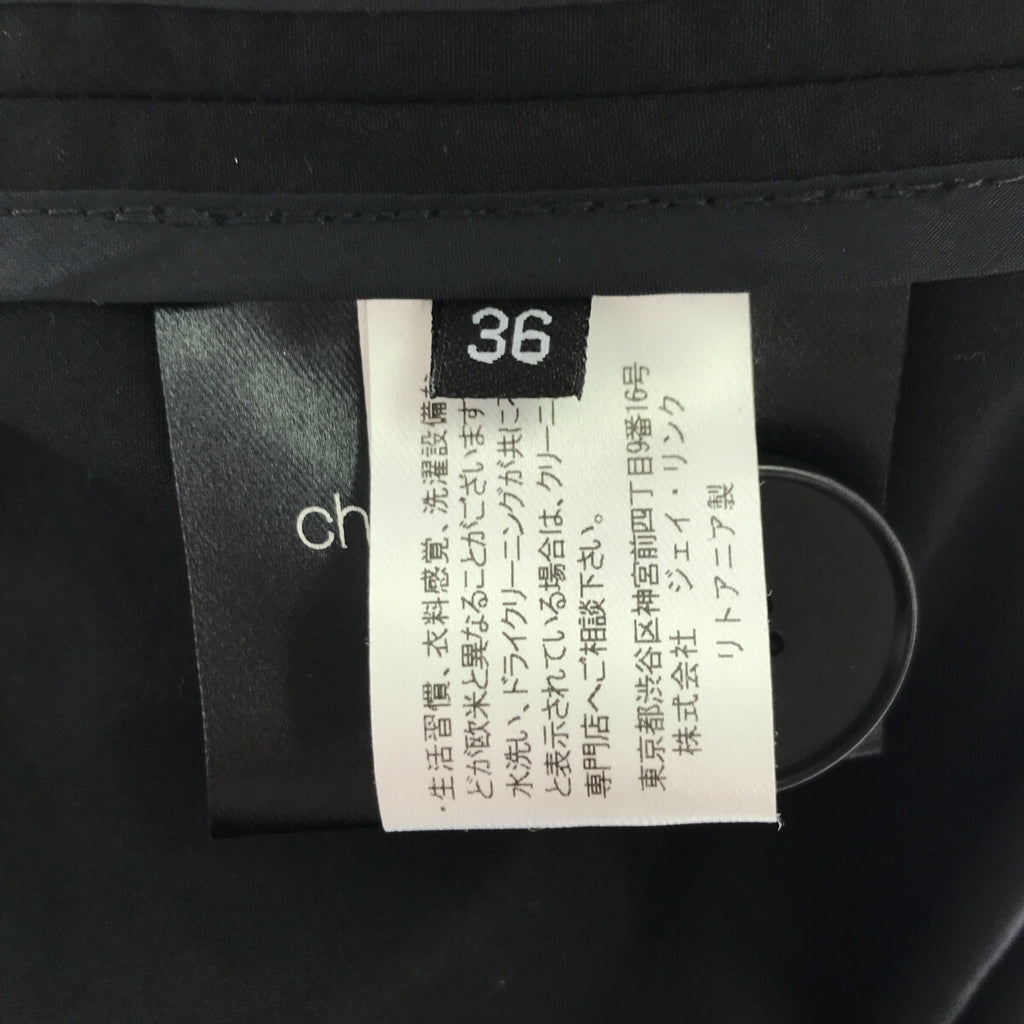 36
ch
・生活習慣、衣料感覚、洗濯設備な
どが欧米と異なることがございます
水洗い、ドライクリーニングが共に不
と表示されている場合は、クリーニ
専門店へご相談下さい。
東京都渋谷区神宮前四丁目9番16号
株式会社 ジェイ・リンク
リトアニア製